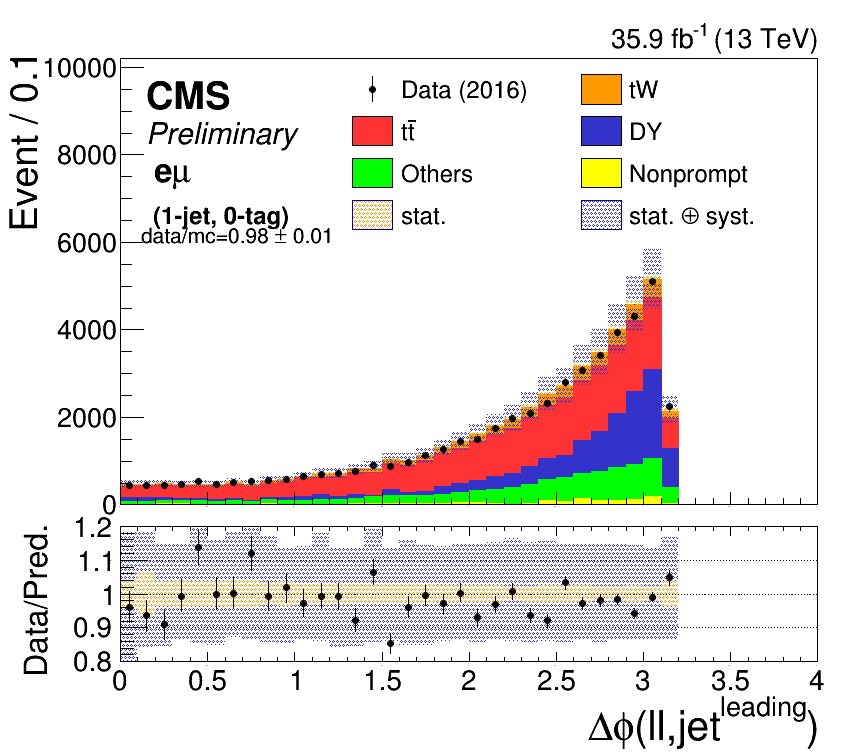 35.9 fb⁻¹ (13 TeV)
Event / 0.1
10000
8000
6000
4000
2000
0
CMS
Preliminary
eμ
(1-jet, 0-tag)
data/mc=0.98 ± 0.01
Data (2016)
tW
tt̄
DY
Others
Nonprompt
stat.
stat. ⊕ syst.
Data/Pred.
1.2
1.1
1
0.9
0.8
0 0.5 1 1.5 2 2.5 3 3.5 4
Δϕ(ll,jet^leading)